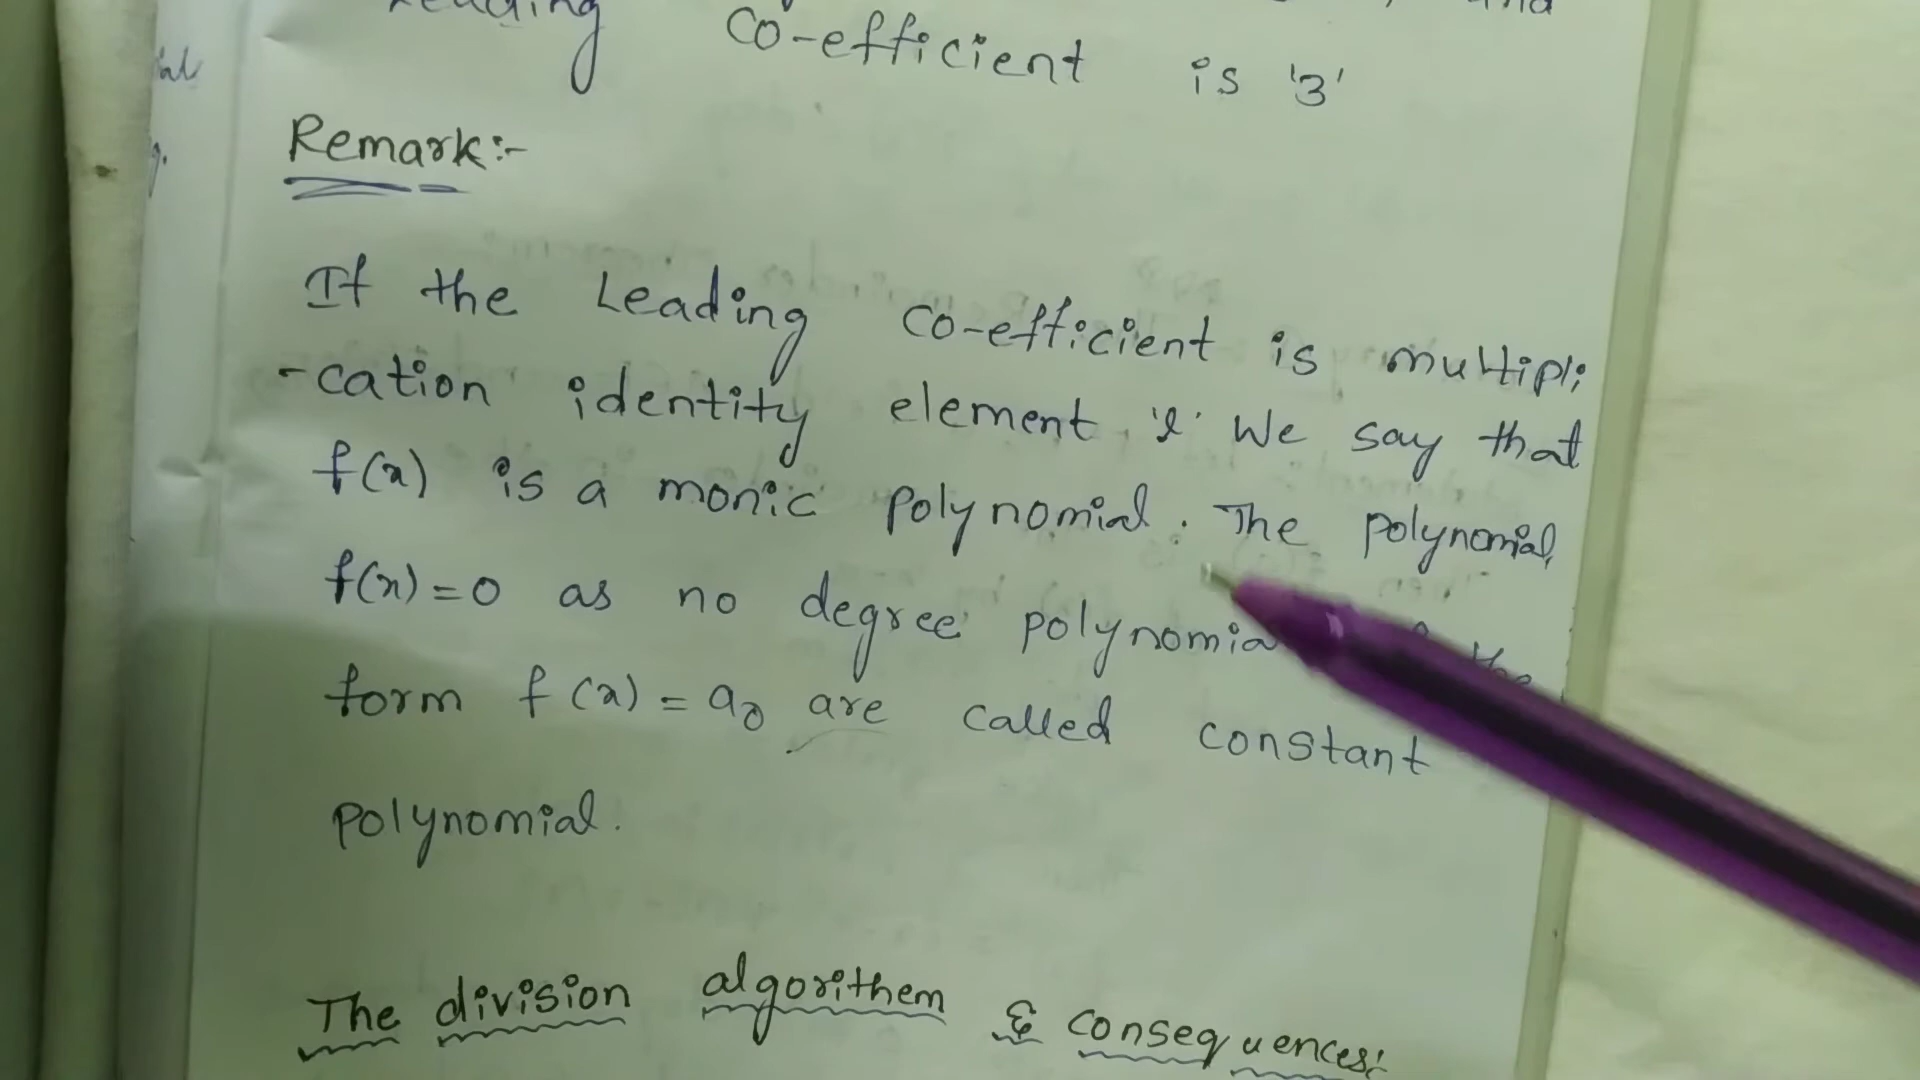 Co-efficient is '3'
Remark:-
If the Leading co-efficient is multipli
-cation identity element '1' We say that
f(x) is a monic polynomial. The polynomial
f(x)=0 as no degree polynomia the
form f(x) = a0 are called constant
polynomial.
The division algorithem & consequences: